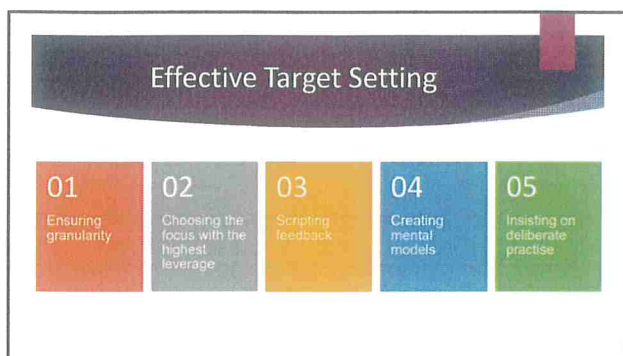 Effective Target Setting
01
Ensuring
granularity
02
Choosing the
focus with the
highest
leverage
03
Scripting
feedback
04
Creating
mental
models
05
Insisting on
deliberate
practise